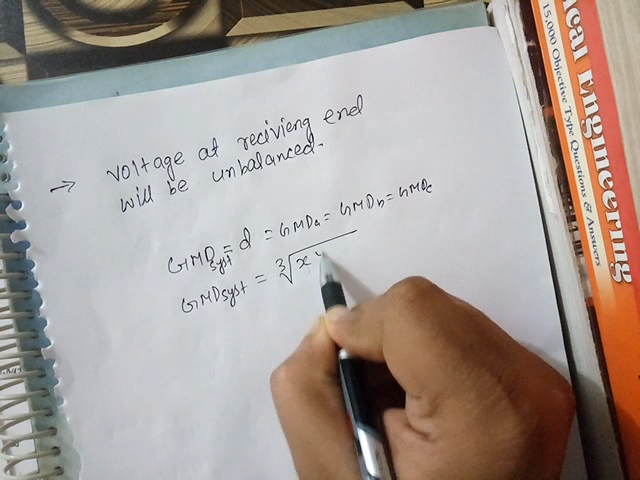 → Voltage at recivieng end
will be unbalanced.
GMDsyst = d = GMDa = GMDb = GMDc
GMDsyst = ∛x
ical Engineering
15,000 Objective Type Questions & Answers